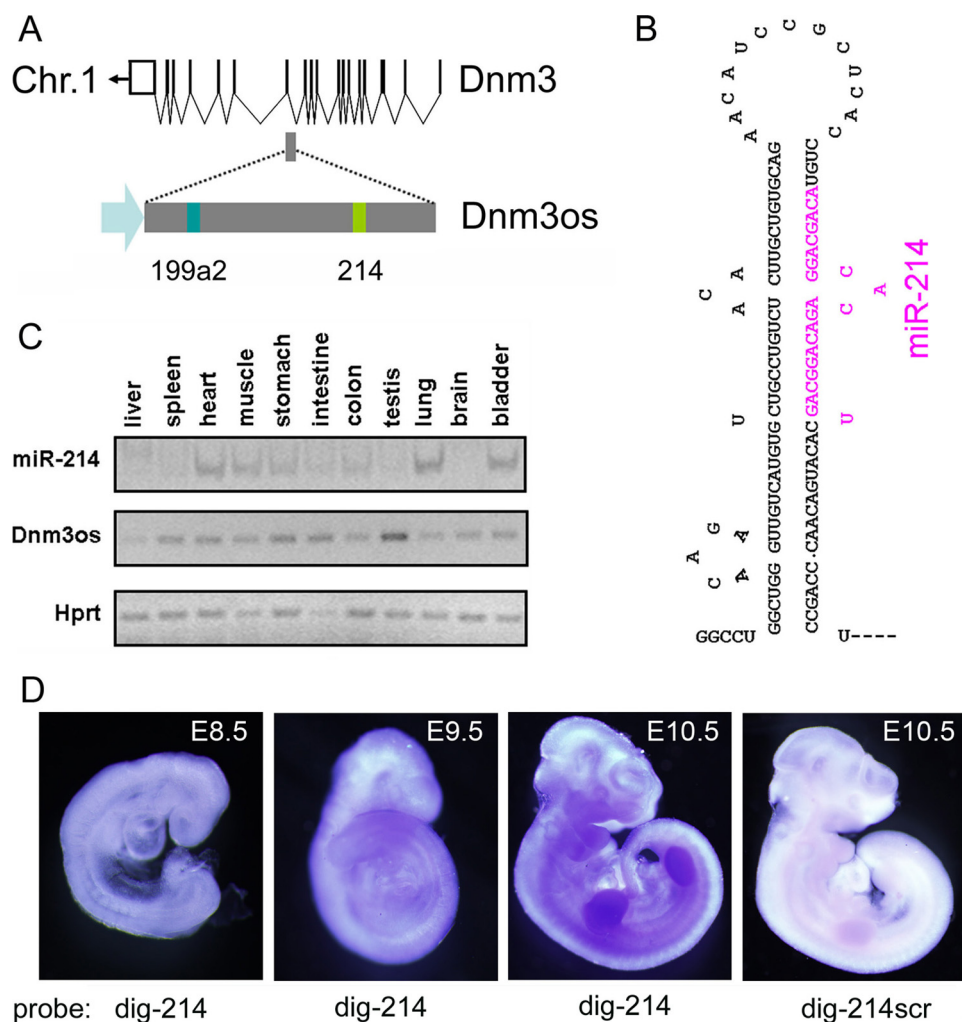 A
Chr.1
Dnm3
Dnm3os
199a2
214
B
A A C A U C C G C U C A C
GGCCU
GGCUGG
C A G A A
GUUGUCAUGUG
U
CUGCCUGUCU
A C A
CUUGCUGUGCAG
CCGACC·CAACAGUACAC
GACGGACAGA
GGACGACAUGUC
U
C A C
U----
miR-214
C
liver
spleen
heart
muscle
stomach
intestine
colon
testis
lung
brain
bladder
miR-214
Dnm3os
Hprt
D
E8.5
E9.5
E10.5
E10.5
probe: dig-214
dig-214
dig-214
dig-214scr